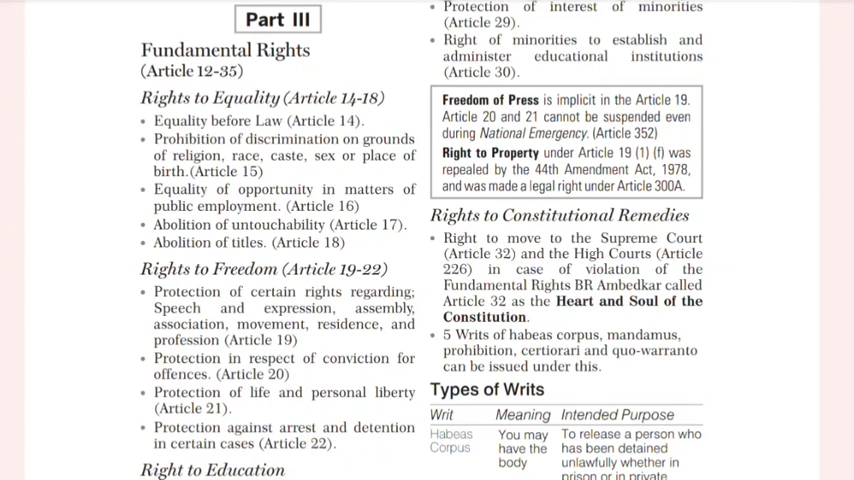 Part III
Fundamental Rights
(Article 12-35)
Rights to Equality (Article 14-18)
• Equality before Law (Article 14).
• Prohibition of discrimination on grounds
of religion, race, caste, sex or place of
birth.(Article 15)
• Equality of opportunity in matters of
public employment. (Article 16)
• Abolition of untouchability (Article 17).
• Abolition of titles. (Article 18)
Rights to Freedom (Article 19-22)
• Protection of certain rights regarding;
Speech and expression, assembly,
association, movement, residence, and
profession (Article 19)
• Protection in respect of conviction for
offences. (Article 20)
• Protection of life and personal liberty
(Article 21).
• Protection against arrest and detention
in certain cases (Article 22).
Right to Education
• Protection of interest of minorities
(Article 29).
• Right of minorities to establish and
administer educational institutions
(Article 30).
Freedom of Press is implicit in the Article 19.
Article 20 and 21 cannot be suspended even
during National Emergency. (Article 352)
Right to Property under Article 19 (1) (f) was
repealed by the 44th Amendment Act, 1978,
and was made a legal right under Article 300A.
Rights to Constitutional Remedies
• Right to move to the Supreme Court
(Article 32) and the High Courts (Article
226) in case of violation of the
Fundamental Rights BR Ambedkar called
Article 32 as the Heart and Soul of the
Constitution.
• 5 Writs of habeas corpus, mandamus,
prohibition, certiorari and quo-warranto
can be issued under this.
Types of Writs
Writ Meaning Intended Purpose
Habeas You may To release a person who
Corpus have the has been detained
body unlawfully whether in
prison or in private